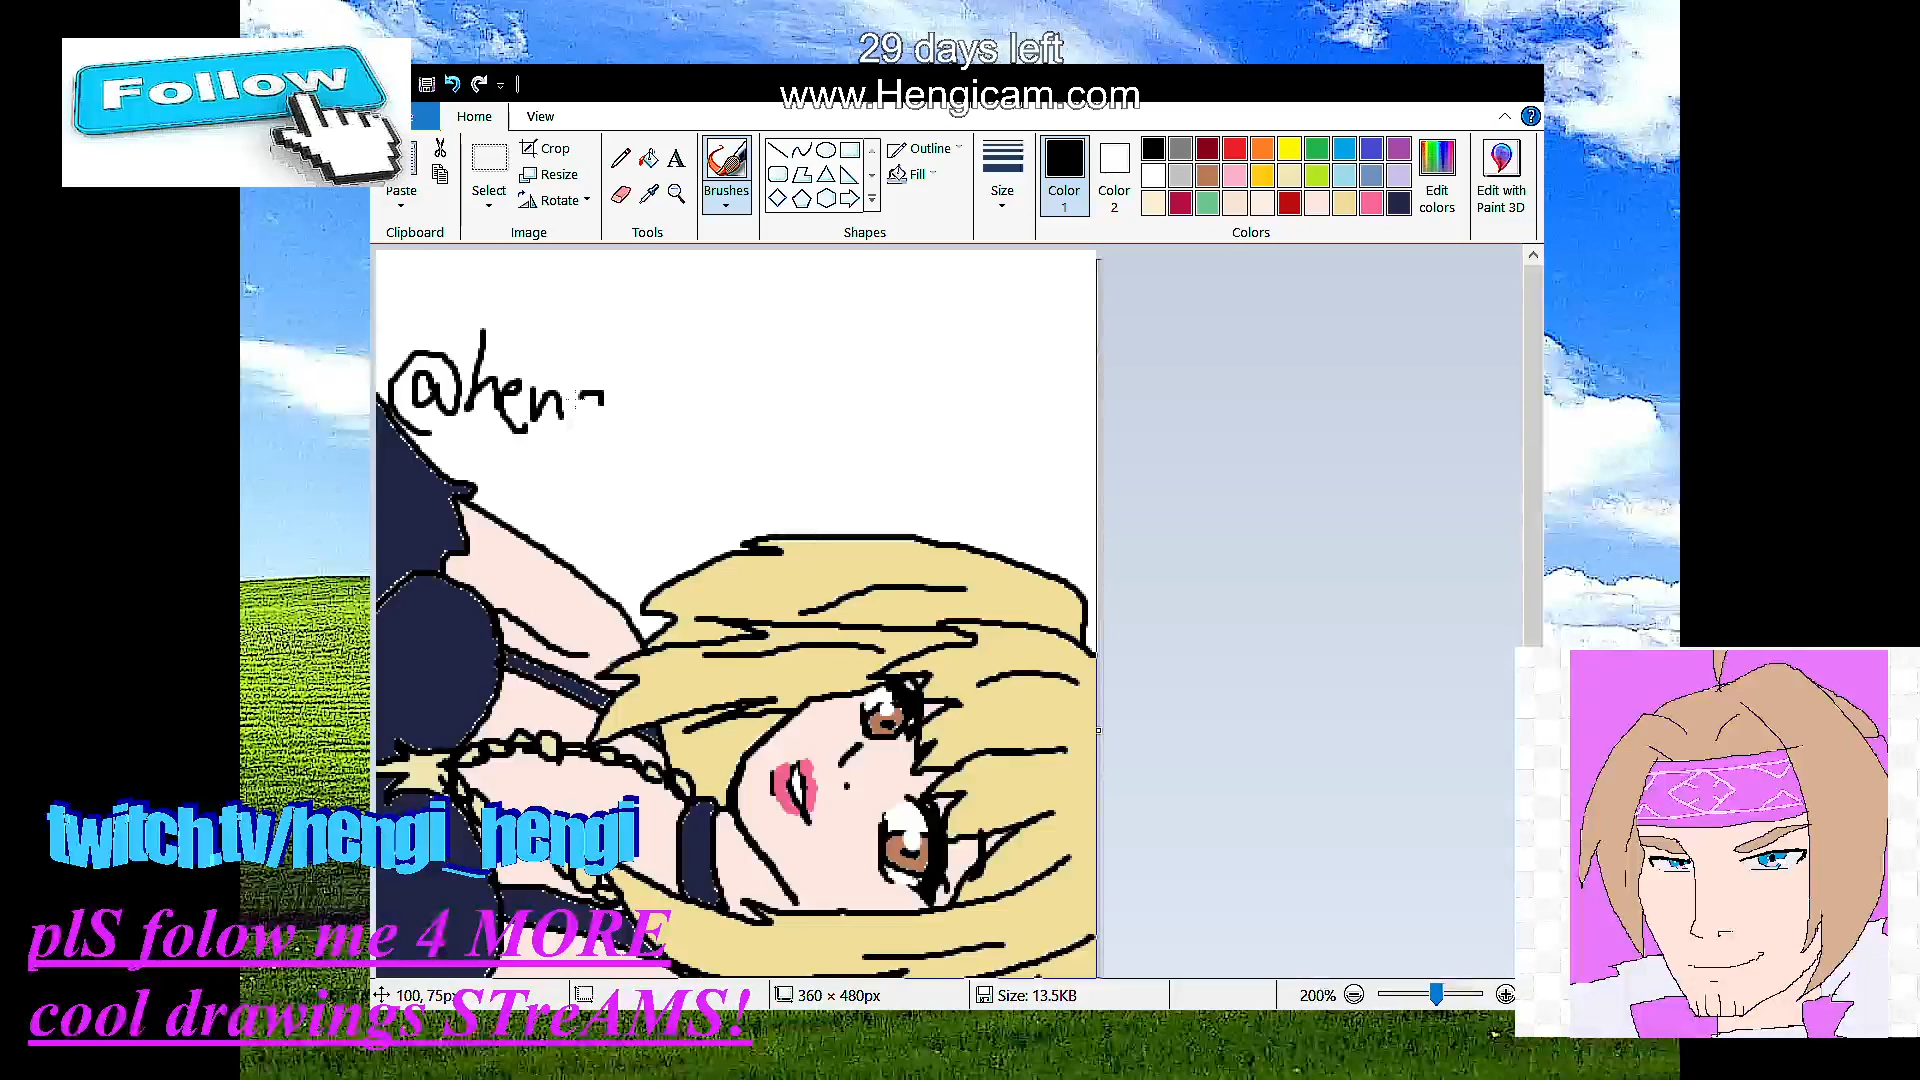 29 days left
Follow
www.Hengicam.com
Home View
Crop
Resize
Paste Select Rotate Brushes Outline Fill Size Color 1 Color 2 Edit colors Edit with Paint 3D
Clipboard Image Tools Shapes Colors
@hen
twitch.tv/hengi_hengi
plS folow me 4 MORE
cool drawings STreAMS!
100, 75px 360 × 480px Size: 13.5KB 200%